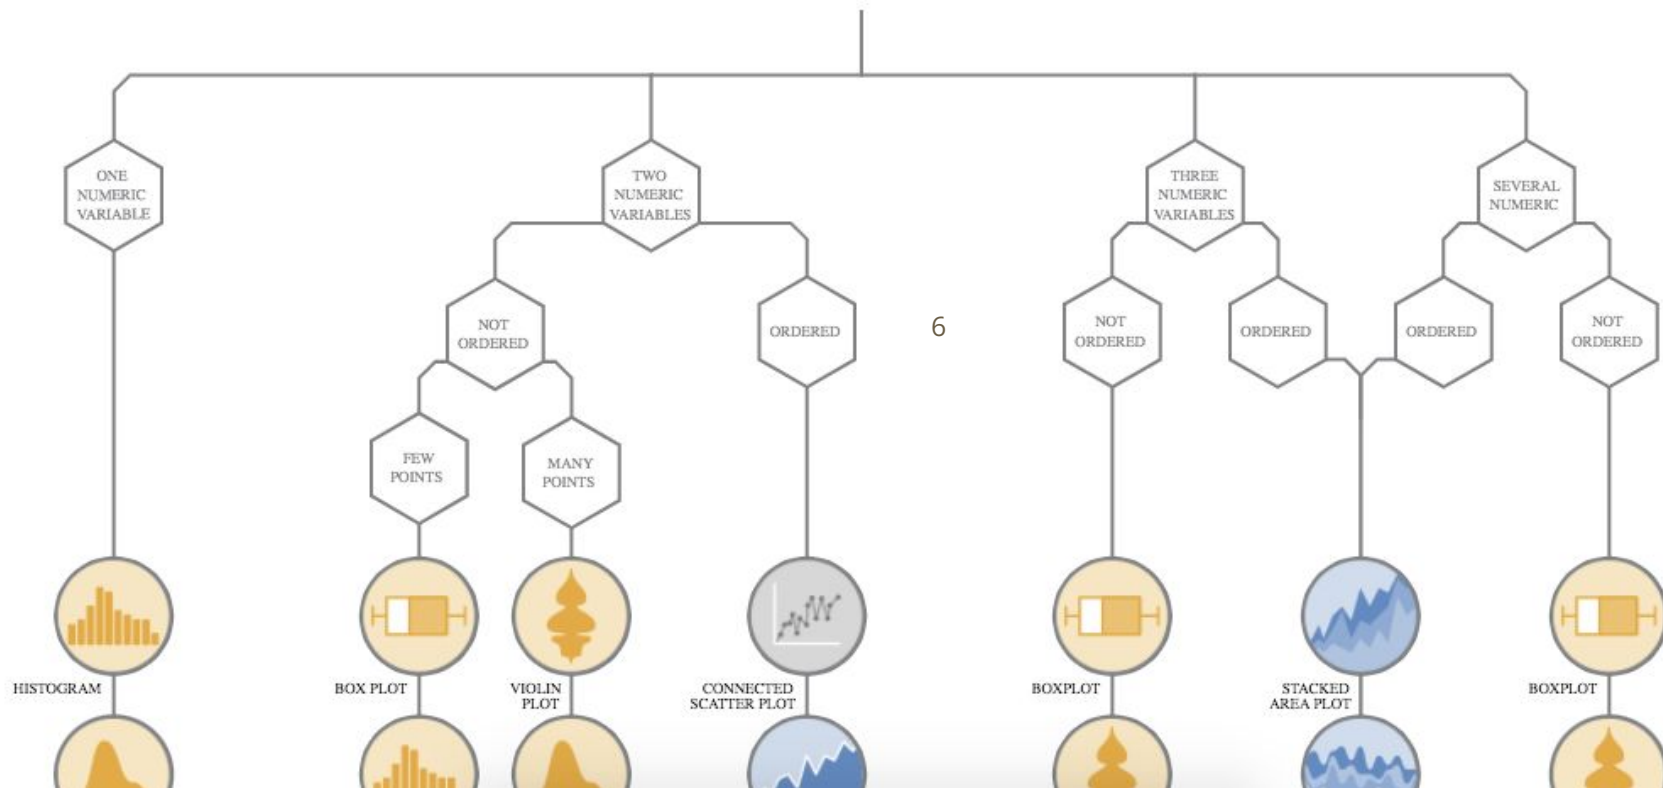 ONE
NUMERIC
VARIABLE
TWO
NUMERIC
VARIABLES
THREE
NUMERIC
VARIABLES
SEVERAL
NUMERIC
NOT
ORDERED
ORDERED
6
NOT
ORDERED
ORDERED
ORDERED
NOT
ORDERED
FEW
POINTS
MANY
POINTS
HISTOGRAM
BOX PLOT
VIOLIN
PLOT
CONNECTED
SCATTER PLOT
BOXPLOT
STACKED
AREA PLOT
BOXPLOT